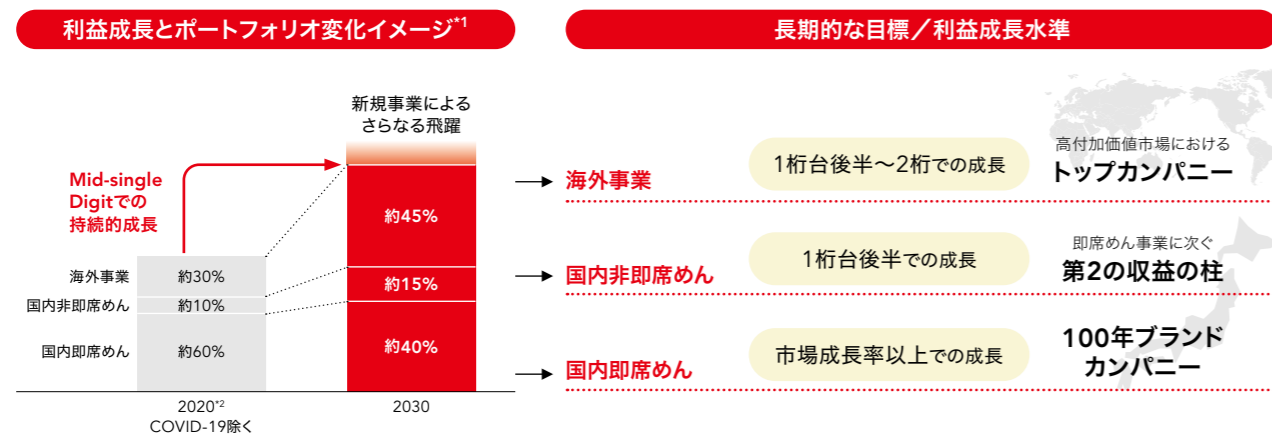 利益成長とポートフォリオ変化イメージ*1
新規事業による
さらなる飛躍
Mid-single
Digitでの
持続的成長
約45%
海外事業
約30%
国内非即席めん
約10%
約15%
国内即席めん
約60%
約40%
2020*2
COVID-19除く
2030
長期的な目標／利益成長水準
海外事業
1桁台後半～2桁での成長
高付加価値市場における
トップカンパニー
国内非即席めん
1桁台後半での成長
即席めん事業に次ぐ
第2の収益の柱
国内即席めん
市場成長率以上での成長
100年ブランド
カンパニー